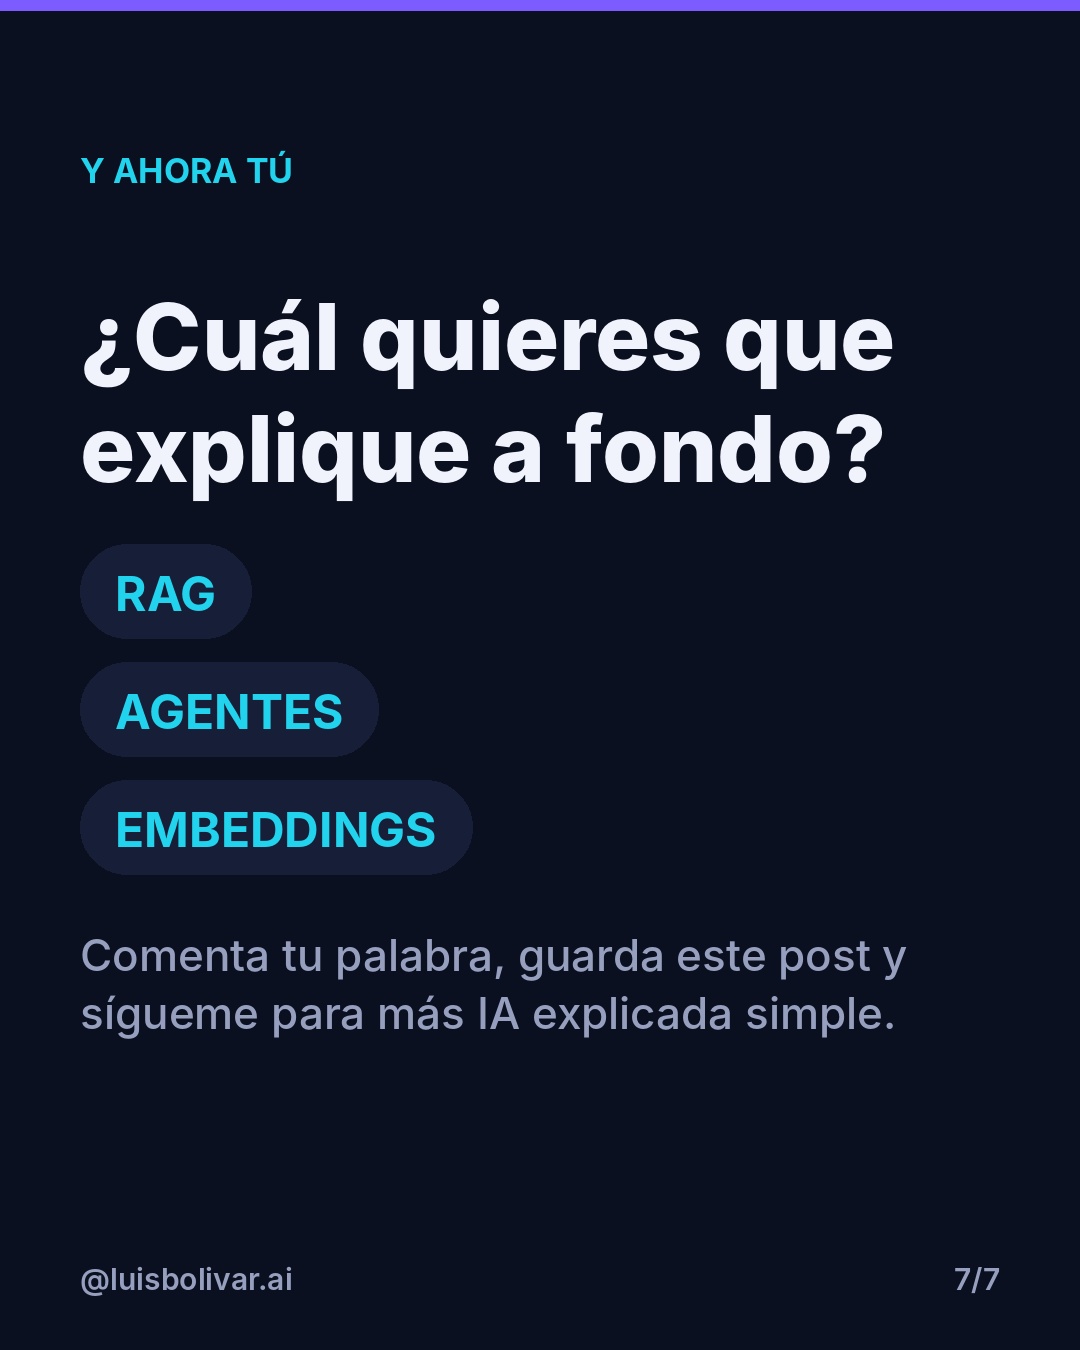 Y AHORA TÚ
¿Cuál quieres que
explique a fondo?
RAG
AGENTES
EMBEDDINGS
Comenta tu palabra, guarda este post y
sígueme para más IA explicada simple.
@luisbolivar.ai
7/7